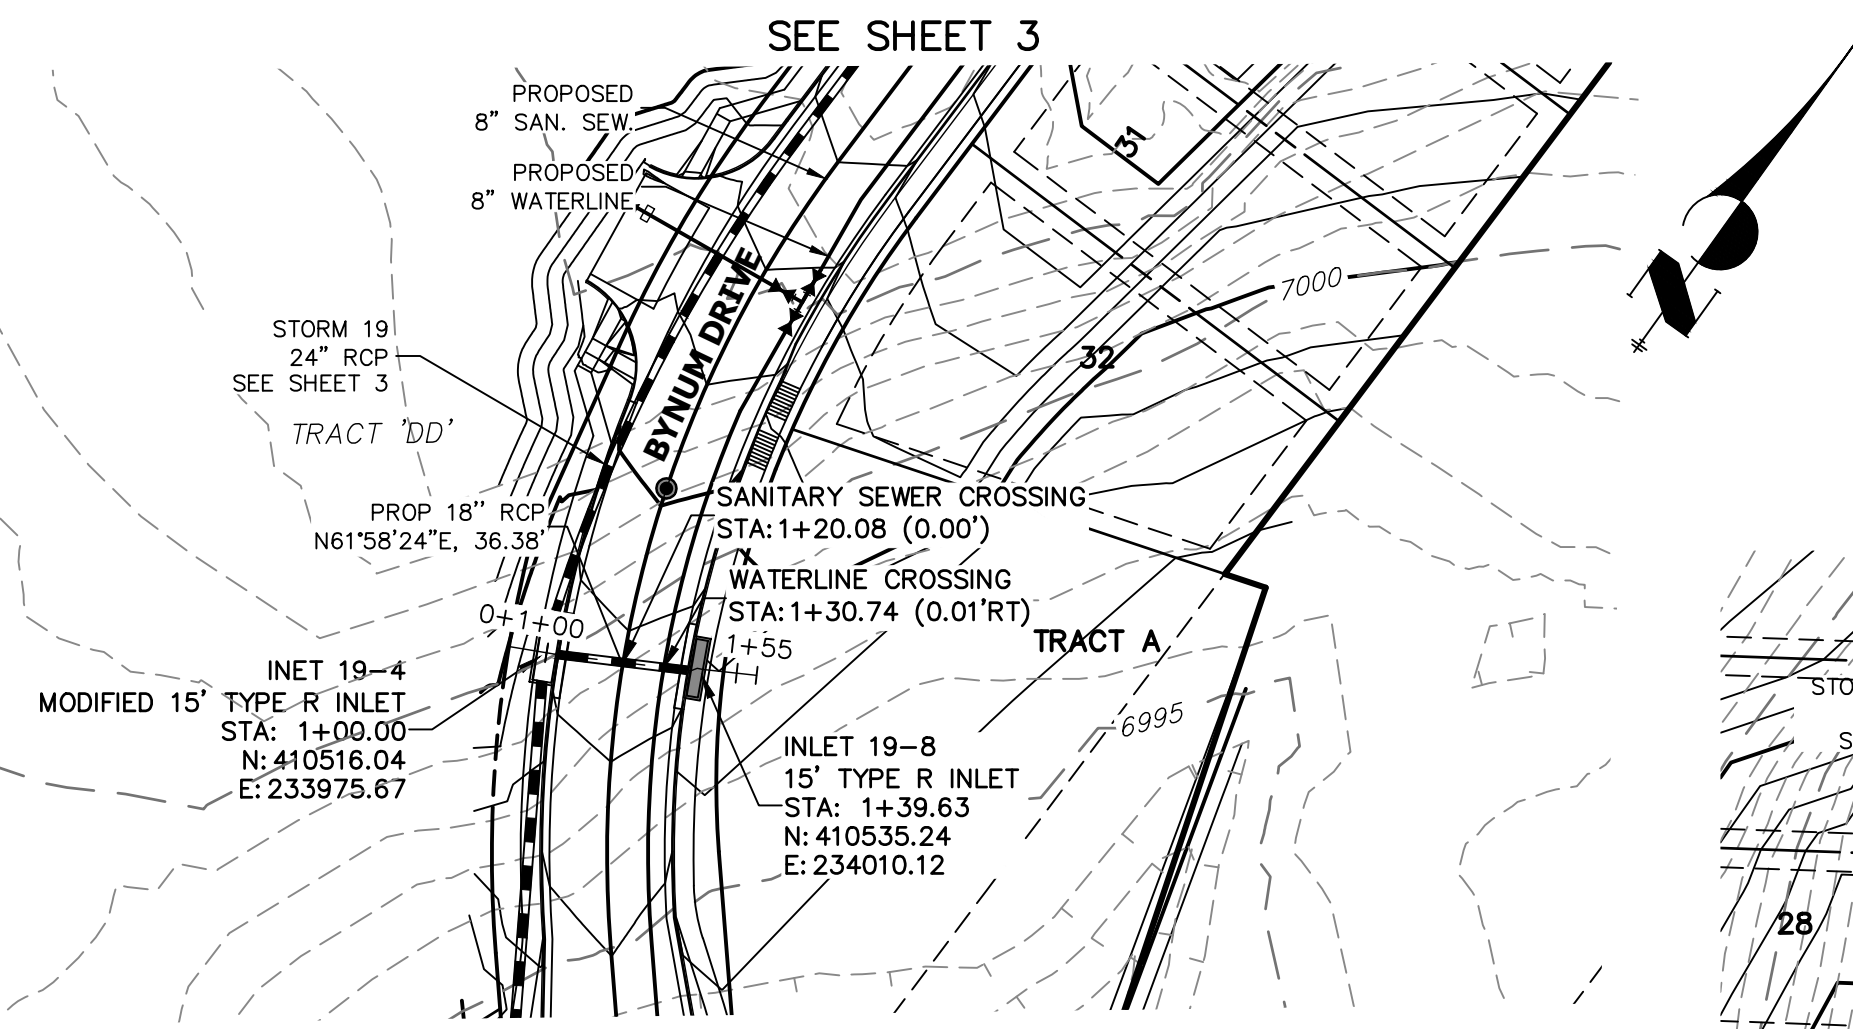 SEE SHEET 3
PROPOSED
8" SAN. SEW.
PROPOSED
8" WATERLINE
31
7000
32
BYNUM DRIVE
STORM 19
24" RCP
SEE SHEET 3
TRACT 'DD'
PROP 18" RCP
N61°58'24"E, 36.38'
SANITARY SEWER CROSSING
STA:1+20.08 (0.00')
WATERLINE CROSSING
STA:1+30.74 (0.01'RT)
0+1+00
1+55
TRACT A
INET 19-4
MODIFIED 15' TYPE R INLET
STA: 1+00.00
N:410516.04
E:233975.67
6995
INLET 19-8
15' TYPE R INLET
STA: 1+39.63
N:410535.24
E:234010.12
STO
S
28
N